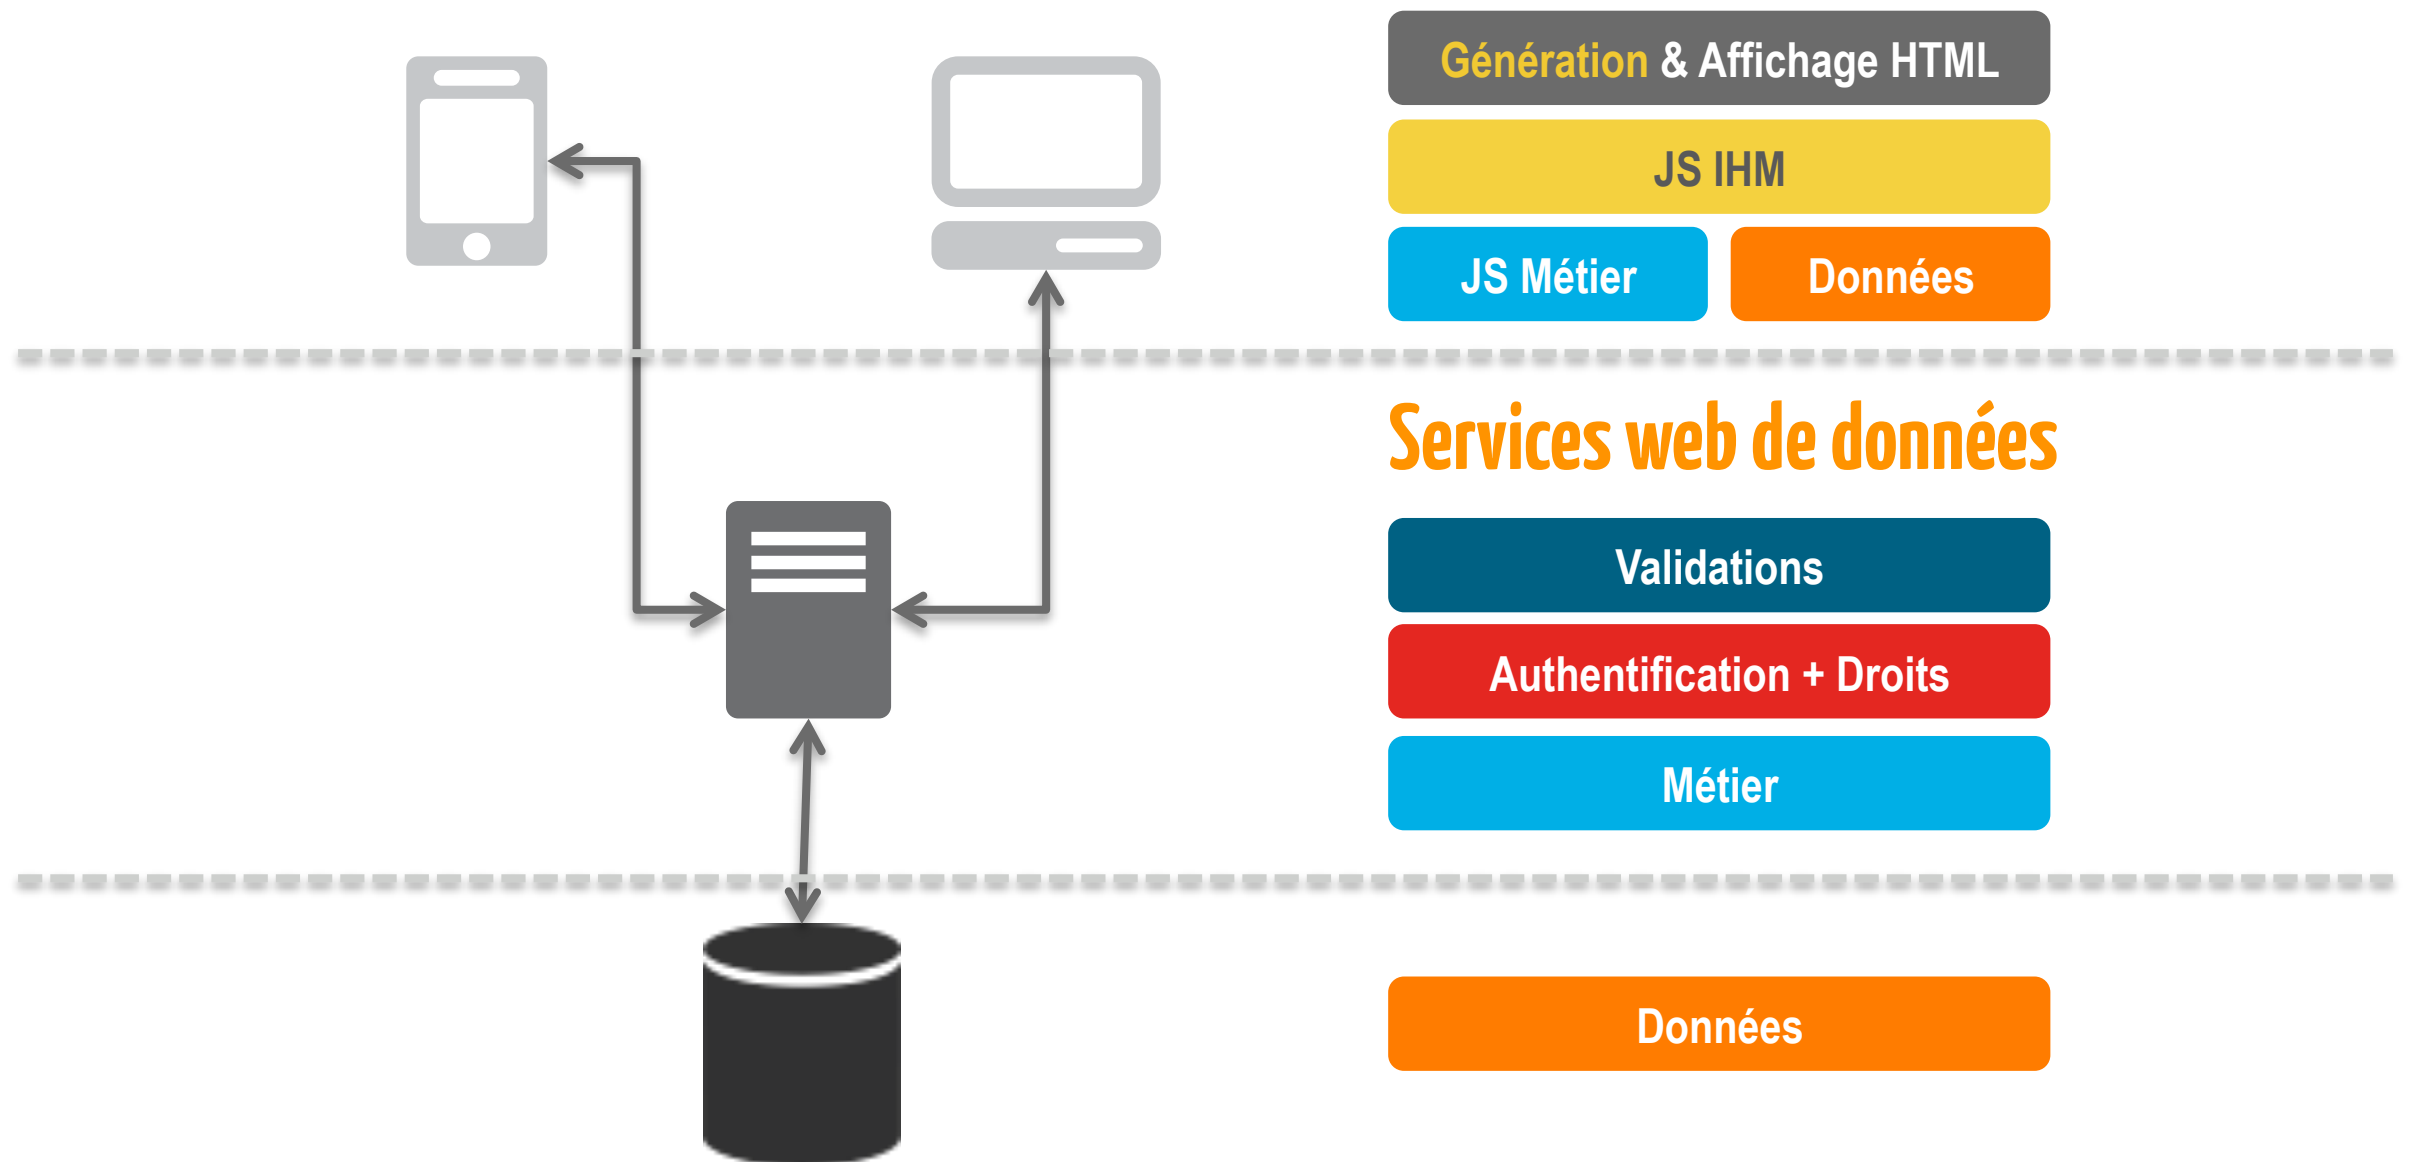 Génération & Affichage HTML
JS IHM
JS Métier
Données
Services web de données
Validations
Authentification + Droits
Métier
Données